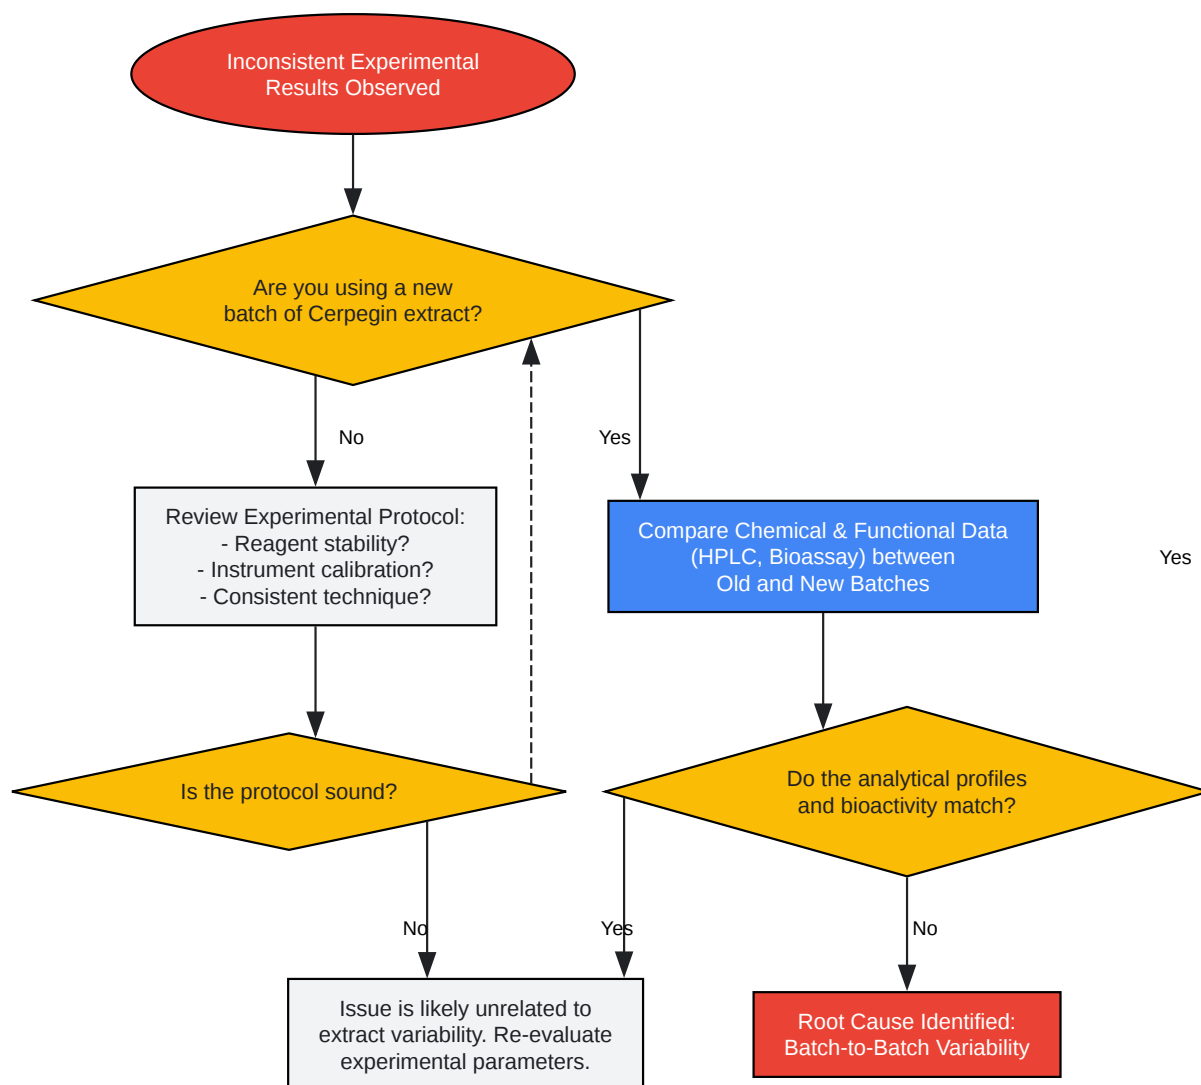 Inconsistent Experimental
Results Observed
Are you using a new
batch of Cerpegin extract?
No
Yes
Review Experimental Protocol:
- Reagent stability?
- Instrument calibration?
- Consistent technique?
Compare Chemical & Functional Data
(HPLC, Bioassay) between
Old and New Batches
Yes
Is the protocol sound?
Do the analytical profiles
and bioactivity match?
No
Yes
No
Issue is likely unrelated to
extract variability. Re-evaluate
experimental parameters.
Root Cause Identified:
Batch-to-Batch Variability